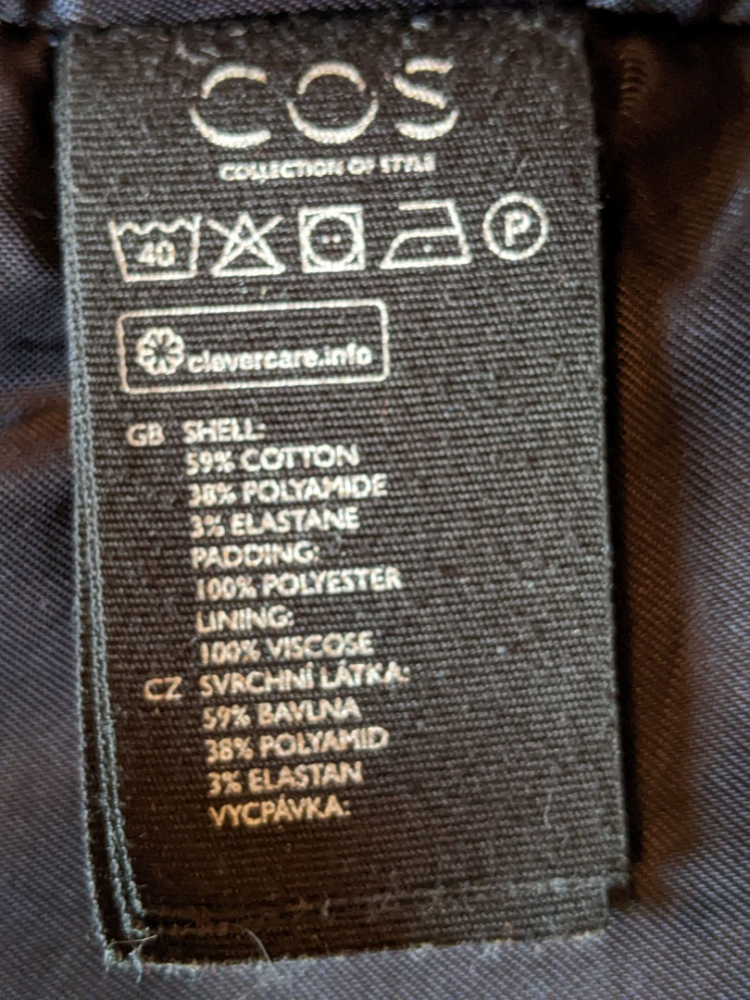 COS
COLLECTION OF STYLE
40 P
clevercare.info
GB SHELL:
59% COTTON
38% POLYAMIDE
3% ELASTANE
PADDING:
100% POLYESTER
LINING:
100% VISCOSE
CZ SVRCHNÍ LÁTKA:
59% BAVLNA
38% POLYAMID
3% ELASTAN
VYCPÁVKA: